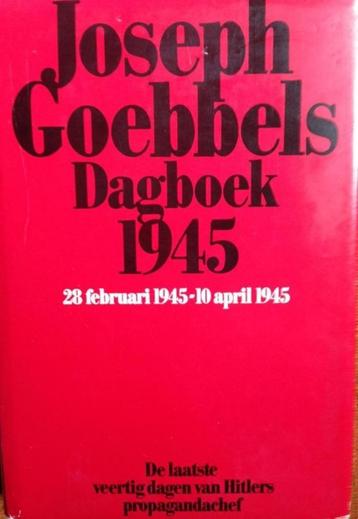 Joseph
Goebbels
Dagboek
1945
28 februari 1945-10 april 1945
De laatste
veertig dagen van Hitlers
propagandachef